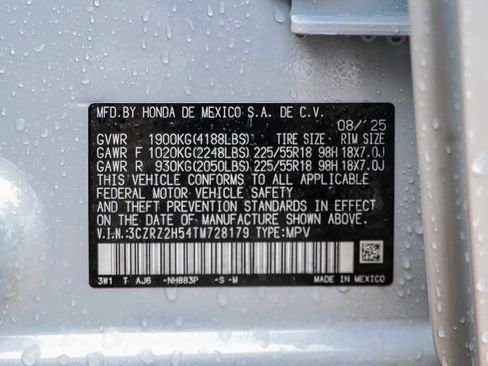 MFD.BY HONDA DE MEXICO S.A. DE C.V.
08/'25
GVWR 1900KG(4188LBS) TIRE SIZE RIM SIZE
GAWR F 1020KG(2248LBS) 225/55R18 98H 18X7.0J
GAWR R 930KG(2050LBS) 225/55R18 98H 18X7.0J
THIS VEHICLE CONFORMS TO ALL APPLICABLE
FEDERAL MOTOR VEHICLE SAFETY
AND THEFT PREVENTION STANDARDS IN EFFECT
ON THE DATE OF MANUFACTURE SHOWN ABOVE.
V.I.N.:3CZRZ2H54TM728179 TYPE:MPV
3W1 T AJ6 -NH883P -S -M MADE IN MEXICO